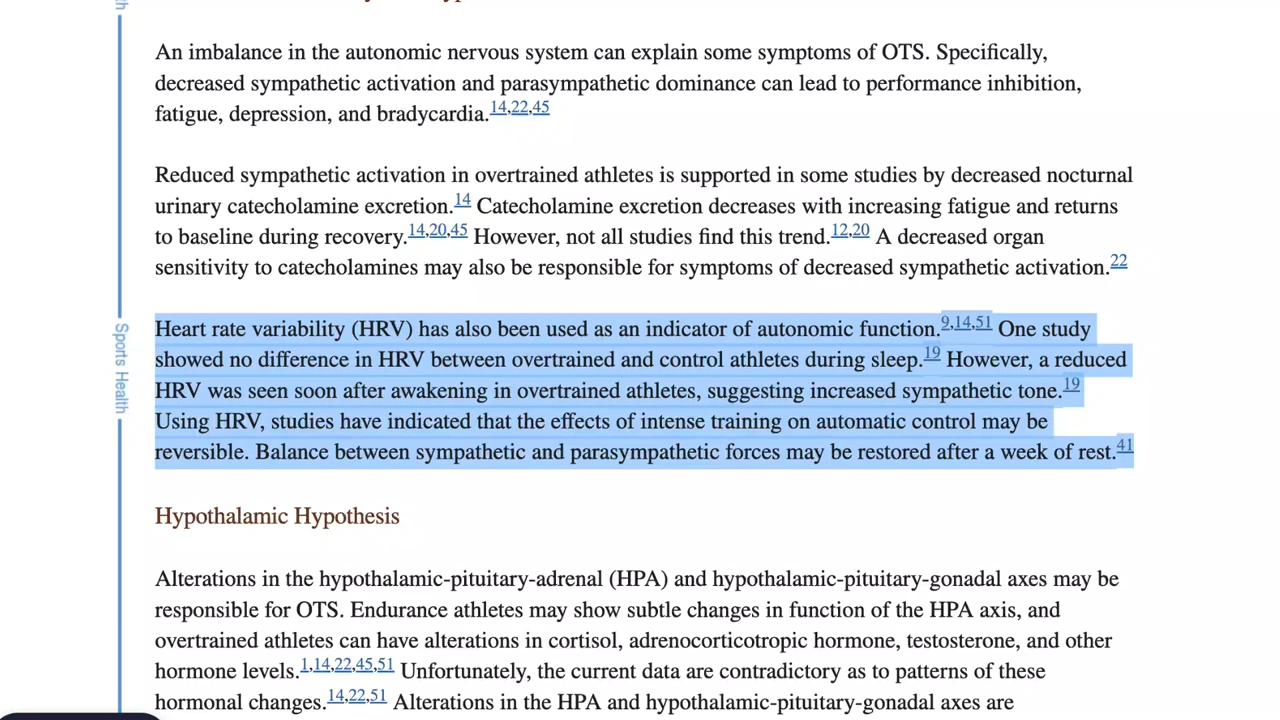 An imbalance in the autonomic nervous system can explain some symptoms of OTS. Specifically,
decreased sympathetic activation and parasympathetic dominance can lead to performance inhibition,
fatigue, depression, and bradycardia.14,22,45
Reduced sympathetic activation in overtrained athletes is supported in some studies by decreased nocturnal
urinary catecholamine excretion.14 Catecholamine excretion decreases with increasing fatigue and returns
to baseline during recovery.14,20,45 However, not all studies find this trend.12,20 A decreased organ
sensitivity to catecholamines may also be responsible for symptoms of decreased sympathetic activation.22
Sports Health
Heart rate variability (HRV) has also been used as an indicator of autonomic function.9,14,51 One study
showed no difference in HRV between overtrained and control athletes during sleep.19 However, a reduced
HRV was seen soon after awakening in overtrained athletes, suggesting increased sympathetic tone.19
Using HRV, studies have indicated that the effects of intense training on automatic control may be
reversible. Balance between sympathetic and parasympathetic forces may be restored after a week of rest.41
Hypothalamic Hypothesis
Alterations in the hypothalamic-pituitary-adrenal (HPA) and hypothalamic-pituitary-gonadal axes may be
responsible for OTS. Endurance athletes may show subtle changes in function of the HPA axis, and
overtrained athletes can have alterations in cortisol, adrenocorticotropic hormone, testosterone, and other
hormone levels.1,14,22,45,51 Unfortunately, the current data are contradictory as to patterns of these
hormonal changes.14,22,51 Alterations in the HPA and hypothalamic-pituitary-gonadal axes are